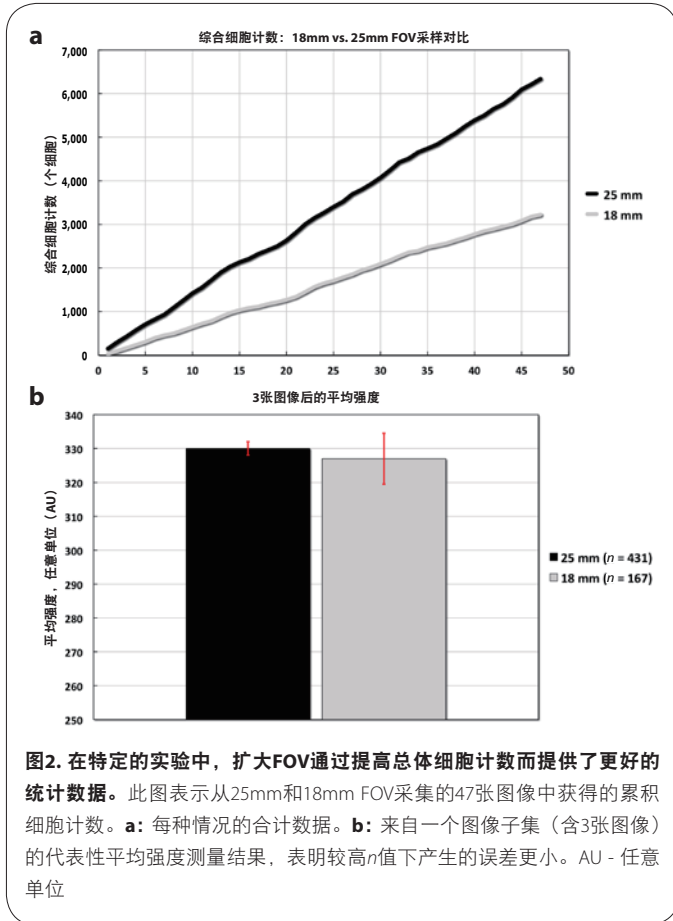 a
综合细胞计数：18mm vs. 25mm FOV采样对比
综合细胞计数（个细胞）
7,000
6,000
5,000
4,000
3,000
2,000
1,000
0
0 5 10 15 20 25 30 35 40 45 50
25 mm
18 mm
b
3张图像后的平均强度
平均强度，任意单位（AU）
340
330
320
310
300
290
280
270
260
250
25 mm (n = 431)
18 mm (n = 167)
图2. 在特定的实验中，扩大FOV通过提高总体细胞计数而提供了更好的
统计数据。此图表示从25mm和18mm FOV采集的47张图像中获得的累积
细胞计数。a: 每种情况的合计数据。b: 来自一个图像子集（含3张图像）
的代表性平均强度测量结果，表明较高n值下产生的误差更小。AU - 任意
单位